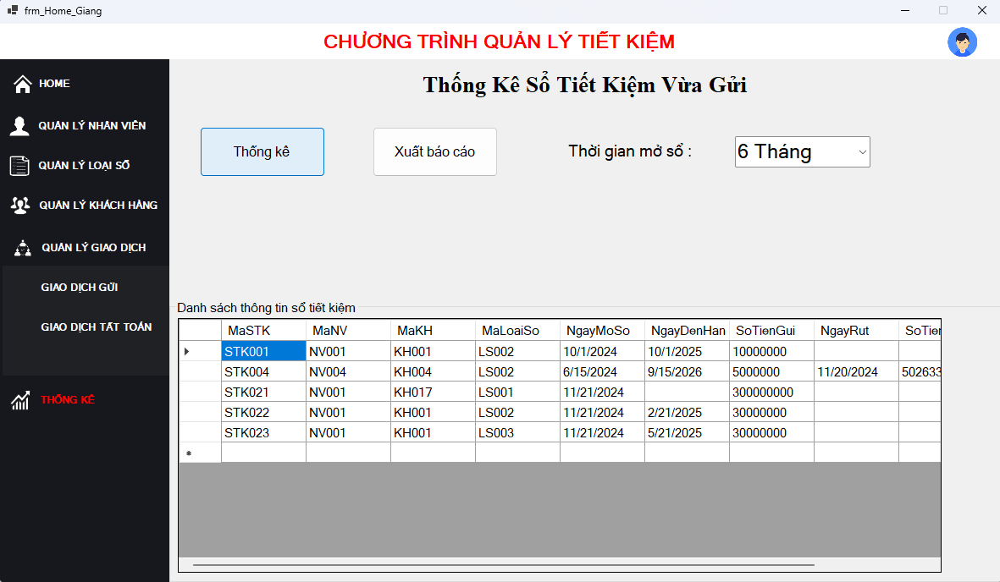 frm_Home_Giang
CHƯƠNG TRÌNH QUẢN LÝ TIẾT KIỆM
HOME
QUẢN LÝ NHÂN VIÊN
QUẢN LÝ LOẠI SỔ
QUẢN LÝ KHÁCH HÀNG
QUẢN LÝ GIAO DỊCH
GIAO DỊCH GỬI
GIAO DỊCH TẤT TOÁN
THỐNG KÊ
Thống Kê Sổ Tiết Kiệm Vừa Gửi
Thống kê
Xuất báo cáo
Thời gian mở sổ :
6 Tháng
Danh sách thông tin sổ tiết kiệm
MaSTK MaNV MaKH MaLoaiSo NgayMoSo NgayDenHan SoTienGui NgayRut SoTien
STK001 NV001 KH001 LS002 10/1/2024 10/1/2025 10000000
STK004 NV004 KH004 LS002 6/15/2024 9/15/2026 5000000 11/20/2024 502633
STK021 NV001 KH017 LS001 11/21/2024 300000000
STK022 NV001 KH001 LS002 11/21/2024 2/21/2025 30000000
STK023 NV001 KH001 LS003 11/21/2024 5/21/2025 30000000